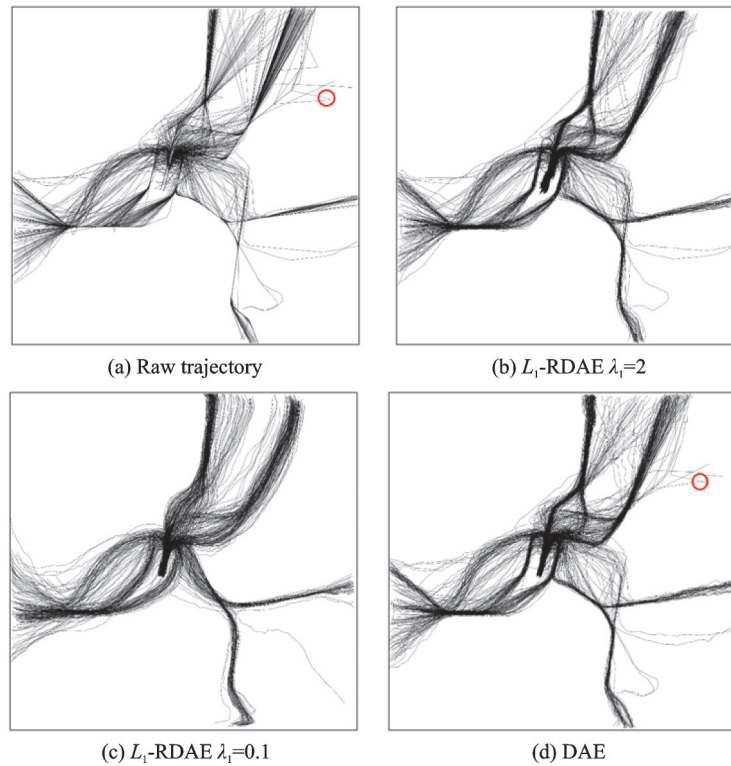 (a) Raw trajectory
(b) L₁-RDAE λ₁=2
(c) L₁-RDAE λ₁=0.1
(d) DAE